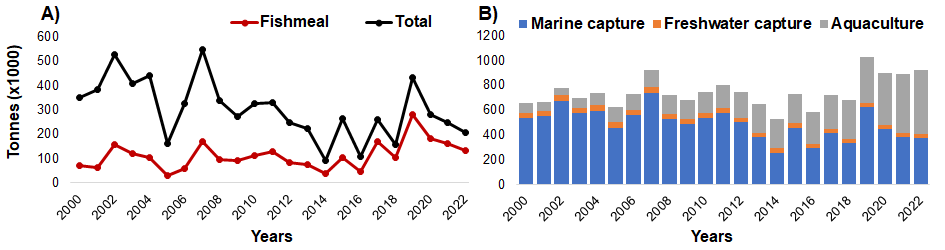 A)
Fishmeal Total
Tonnes (x1000)
600
500
400
300
200
100
0
2000 2002 2004 2006 2008 2010 2012 2014 2016 2018 2020 2022
Years
B)
Marine capture Freshwater capture Aquaculture
1200
1000
800
600
400
200
0
2000 2002 2004 2006 2008 2010 2012 2014 2016 2018 2020 2022
Years